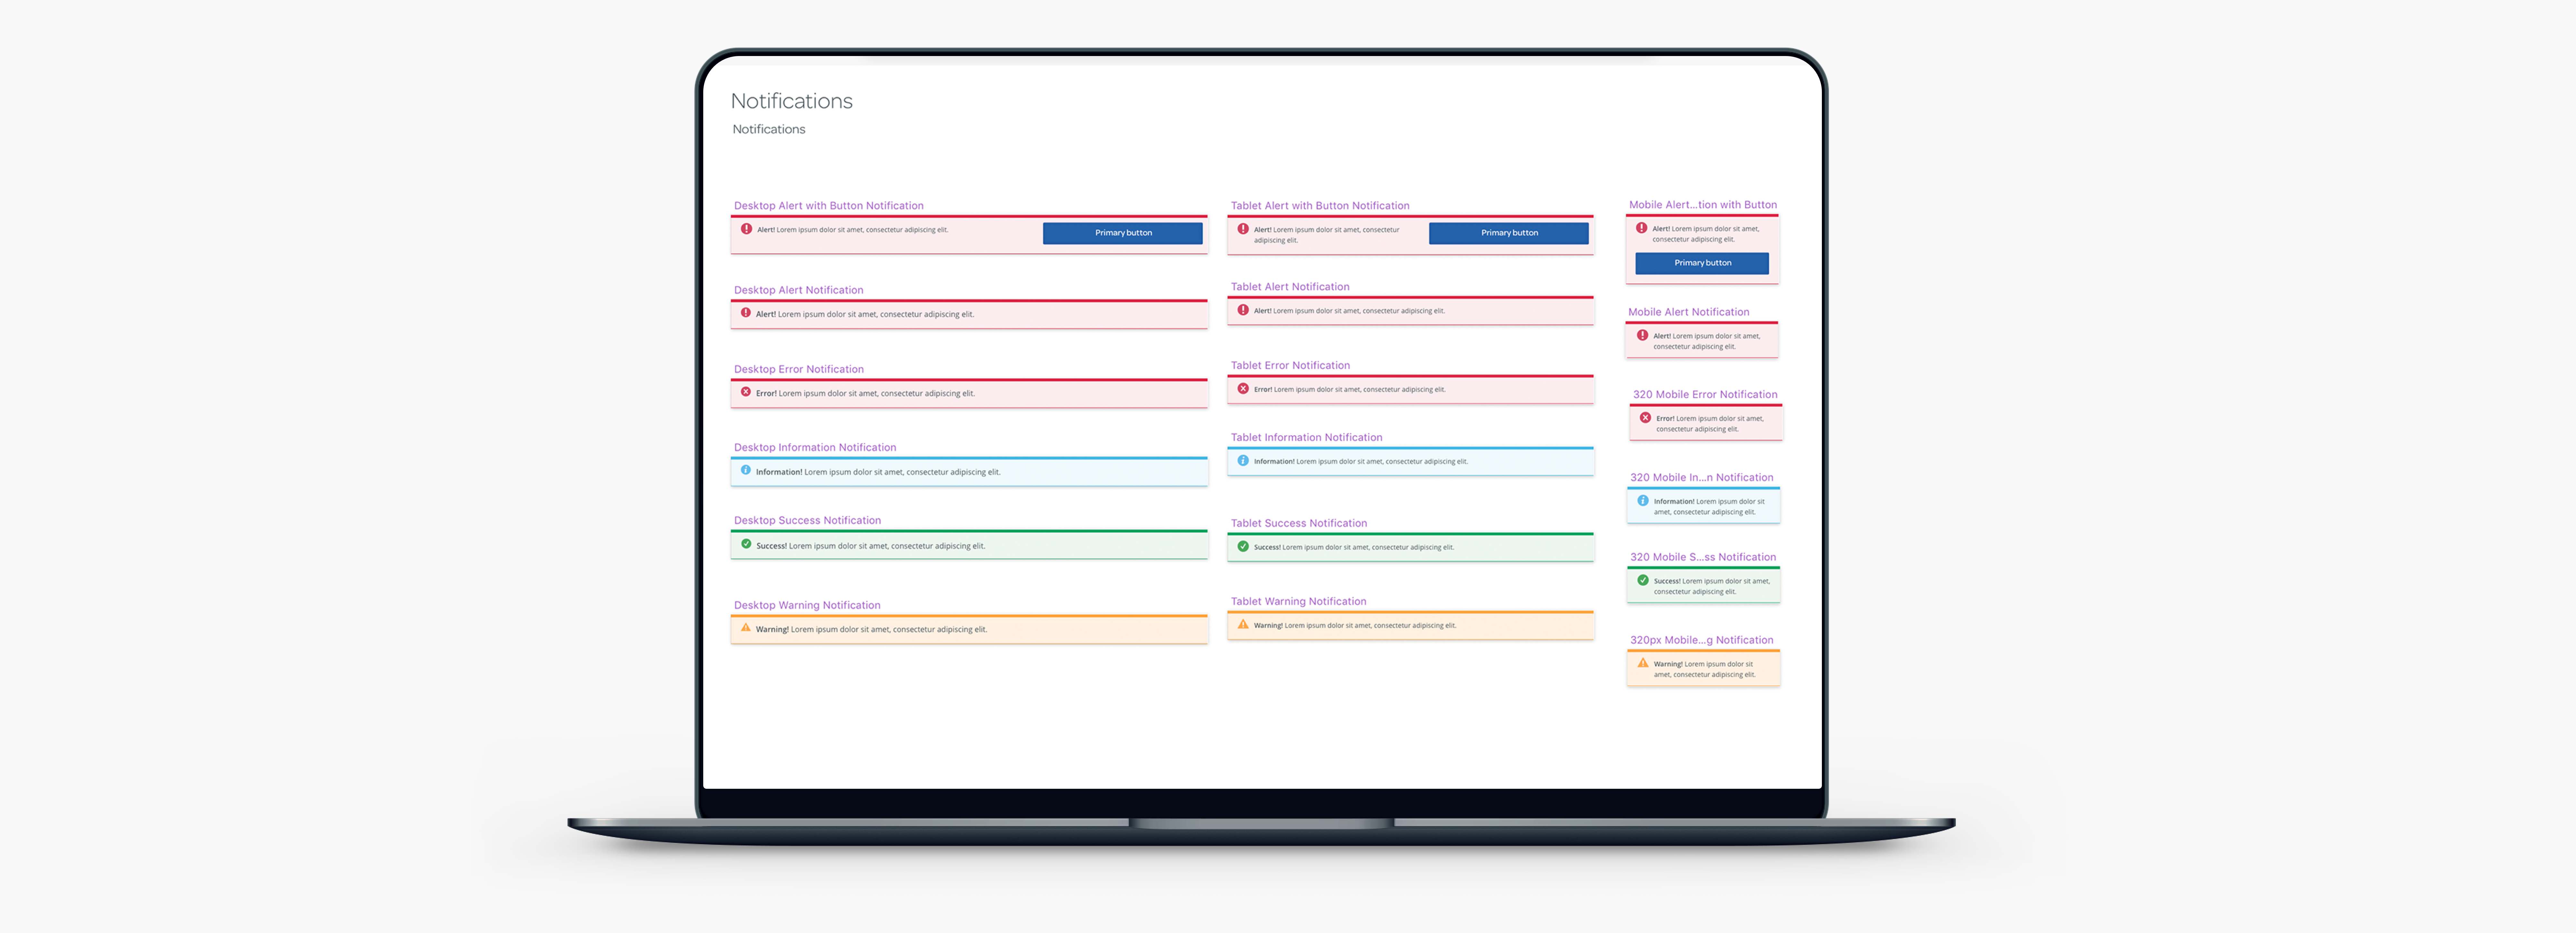 Notifications
Notifications
Desktop Alert with Button Notification
Alert! Lorem ipsum dolor sit amet, consectetur adipiscing elit.
Primary button
Desktop Alert Notification
Alert! Lorem ipsum dolor sit amet, consectetur adipiscing elit.
Desktop Error Notification
Error! Lorem ipsum dolor sit amet, consectetur adipiscing elit.
Desktop Information Notification
Information! Lorem ipsum dolor sit amet, consectetur adipiscing elit.
Desktop Success Notification
Success! Lorem ipsum dolor sit amet, consectetur adipiscing elit.
Desktop Warning Notification
Warning! Lorem ipsum dolor sit amet, consectetur adipiscing elit.
Tablet Alert with Button Notification
Alert! Lorem ipsum dolor sit amet, consectetur
adipiscing elit.
Primary button
Tablet Alert Notification
Alert! Lorem ipsum dolor sit amet, consectetur adipiscing elit.
Tablet Error Notification
Error! Lorem ipsum dolor sit amet, consectetur adipiscing elit.
Tablet Information Notification
Information! Lorem ipsum dolor sit amet, consectetur adipiscing elit.
Tablet Success Notification
Success! Lorem ipsum dolor sit amet, consectetur adipiscing elit.
Tablet Warning Notification
Warning! Lorem ipsum dolor sit amet, consectetur adipiscing elit.
Mobile Alert...tion with Button
Alert! Lorem ipsum dolor sit amet,
consectetur adipiscing elit.
Primary button
Mobile Alert Notification
Alert! Lorem ipsum dolor sit amet,
consectetur adipiscing elit.
320 Mobile Error Notification
Error! Lorem ipsum dolor sit amet,
consectetur adipiscing elit.
320 Mobile In...n Notification
Information! Lorem ipsum dolor sit
amet, consectetur adipiscing elit.
320 Mobile S...ss Notification
Success! Lorem ipsum dolor sit amet,
consectetur adipiscing elit.
320px Mobile...g Notification
Warning! Lorem ipsum dolor sit
amet, consectetur adipiscing elit.